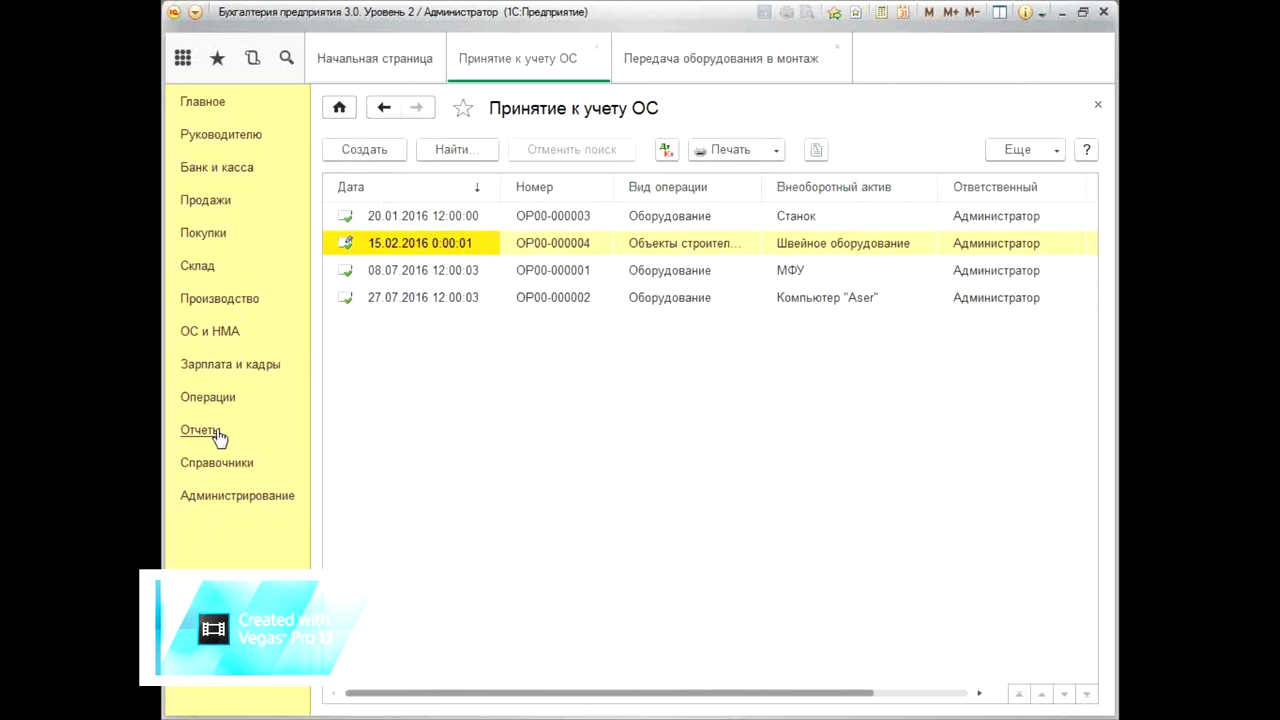 Бухгалтерия предприятия 3.0. Уровень 2 / Администратор (1С:Предприятие)
M M+ M-
Начальная страница
Принятие к учету ОС
Передача оборудования в монтаж
Главное
Руководителю
Банк и касса
Продажи
Покупки
Склад
Производство
ОС и НМА
Зарплата и кадры
Операции
Отчеты
Справочники
Администрирование
Принятие к учету ОС
Создать Найти... Отменить поиск Дт Кт Печать Еще ?
Дата Номер Вид операции Внеоборотный актив Ответственный
20.01.2016 12:00:00 ОР00-000003 Оборудование Станок Администратор
15.02.2016 0:00:01 ОР00-000004 Объекты строител... Швейное оборудование Администратор
08.07.2016 12:00:03 ОР00-000001 Оборудование МФУ Администратор
27.07.2016 12:00:03 ОР00-000002 Оборудование Компьютер "Aser" Администратор
Created with
Vegas Pro 13